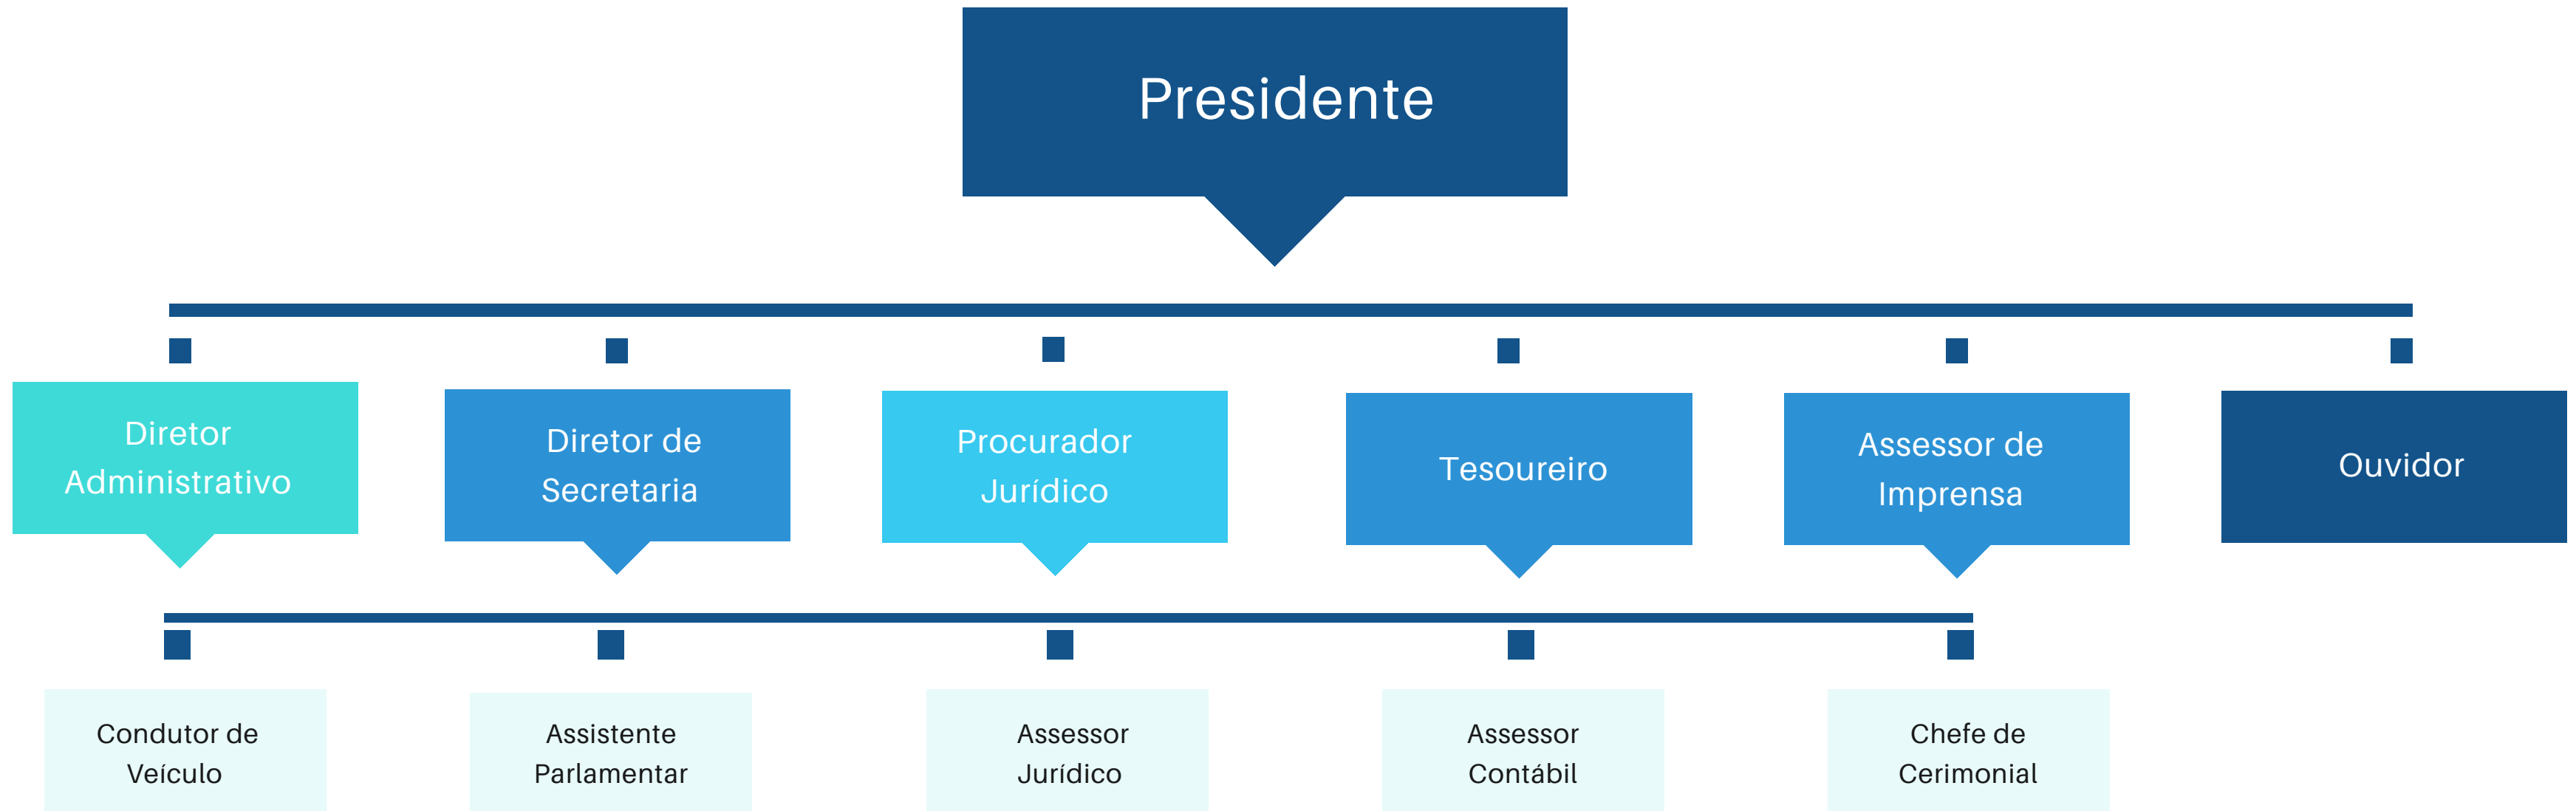 Presidente
Diretor
Administrativo
Diretor de
Secretaria
Procurador
Jurídico
Tesoureiro
Assessor de
Imprensa
Ouvidor
Condutor de
Veículo
Assistente
Parlamentar
Assessor
Jurídico
Assessor
Contábil
Chefe de
Cerimonial